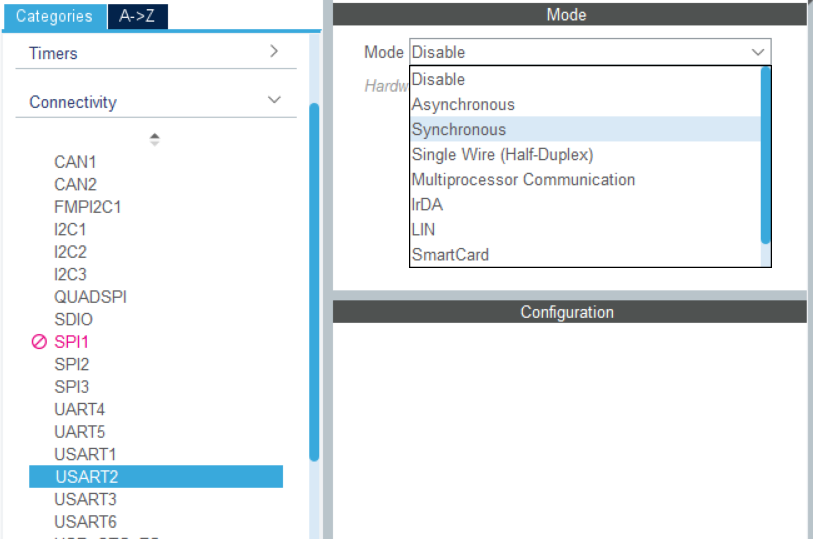 Categories A->Z
Timers
Connectivity
CAN1
CAN2
FMPI2C1
I2C1
I2C2
I2C3
QUADSPI
SDIO
SPI1
SPI2
SPI3
UART4
UART5
USART1
USART2
USART3
USART6
Mode
Mode Disable
Hardw
Disable
Asynchronous
Synchronous
Single Wire (Half-Duplex)
Multiprocessor Communication
IrDA
LIN
SmartCard
Configuration